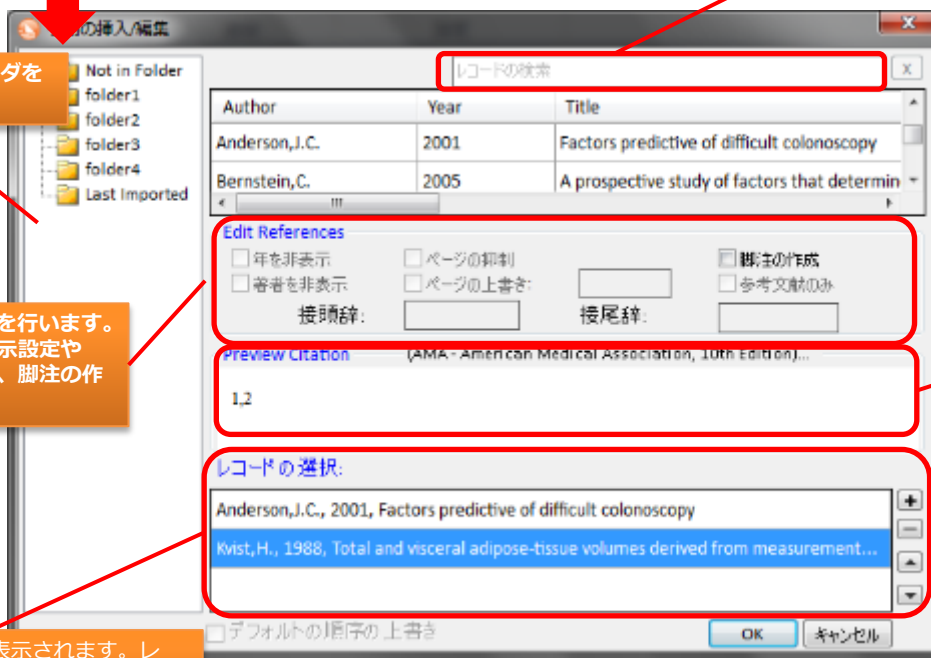 の挿入/編集
X
ダを
Not in Folder
folder1
folder2
folder3
folder4
Last Imported
レコードの検索
X
Author Year Title
Anderson,J.C. 2001 Factors predictive of difficult colonoscopy
Bernstein,C. 2005 A prospective study of factors that determin
Edit References
年を非表示 ページの抑制 脚注の作成
著者を非表示 ページの上書き: 参考文献のみ
接頭辞: 接尾辞:
を行います。
示設定や
、脚注の作
Preview Citation (AMA - American Medical Association, 10th Edition)...
1,2
レコードの選択:
Anderson,J.C., 2001, Factors predictive of difficult colonoscopy
Kvist,H., 1988, Total and visceral adipose-tissue volumes derived from measurement...
デフォルトの順序の上書き
OK キャンセル
表示されます。レ